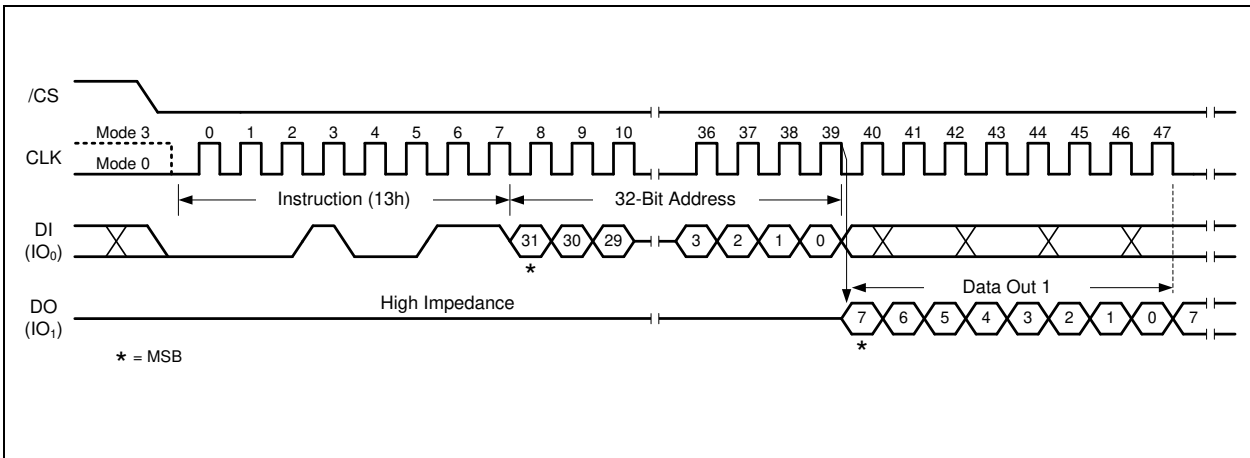 /CS
Mode 3 0 1 2 3 4 5 6 7 8 9 10 36 37 38 39 40 41 42 43 44 45 46 47
CLK Mode 0
Instruction (13h) 32-Bit Address
DI
(IO₀) 31 30 29 3 2 1 0
*
High Impedance Data Out 1
DO
(IO₁) 7 6 5 4 3 2 1 0 7
*
* = MSB